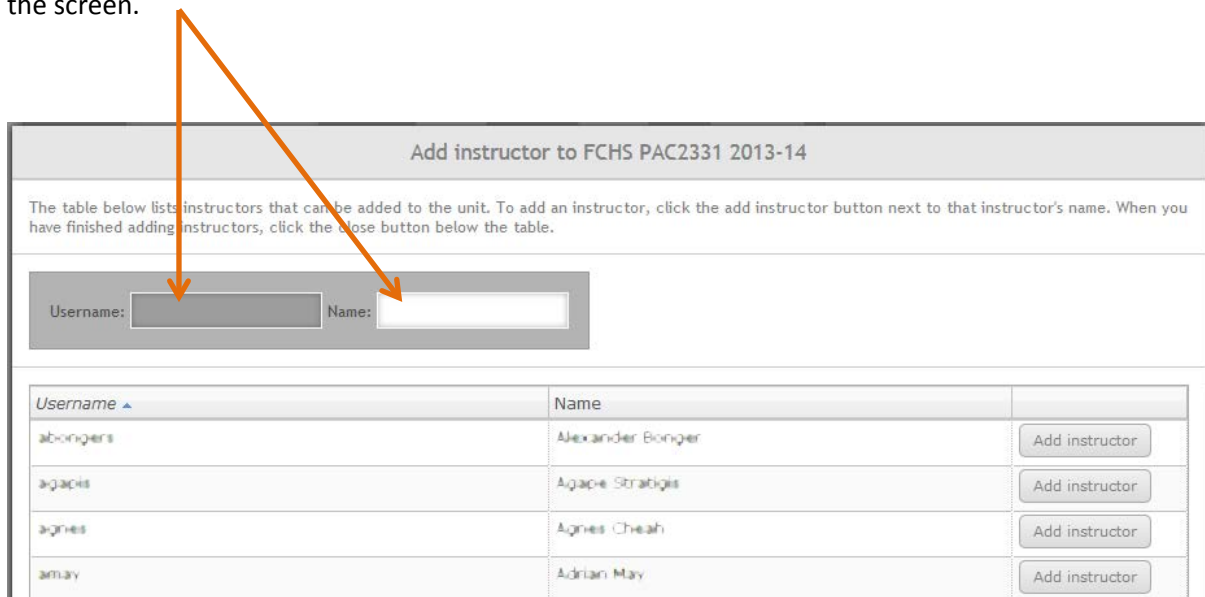 the screen.
Add instructor to FCHS PAC2331 2013-14
The table below lists instructors that can be added to the unit. To add an instructor, click the add instructor button next to that instructor's name. When you
have finished adding instructors, click the close button below the table.
Username: Name:
Username Name
abongers Alexander Bonger Add instructor
agapis Agape Stratigis Add instructor
agnes Agnes Cheah Add instructor
amay Adrian May Add instructor